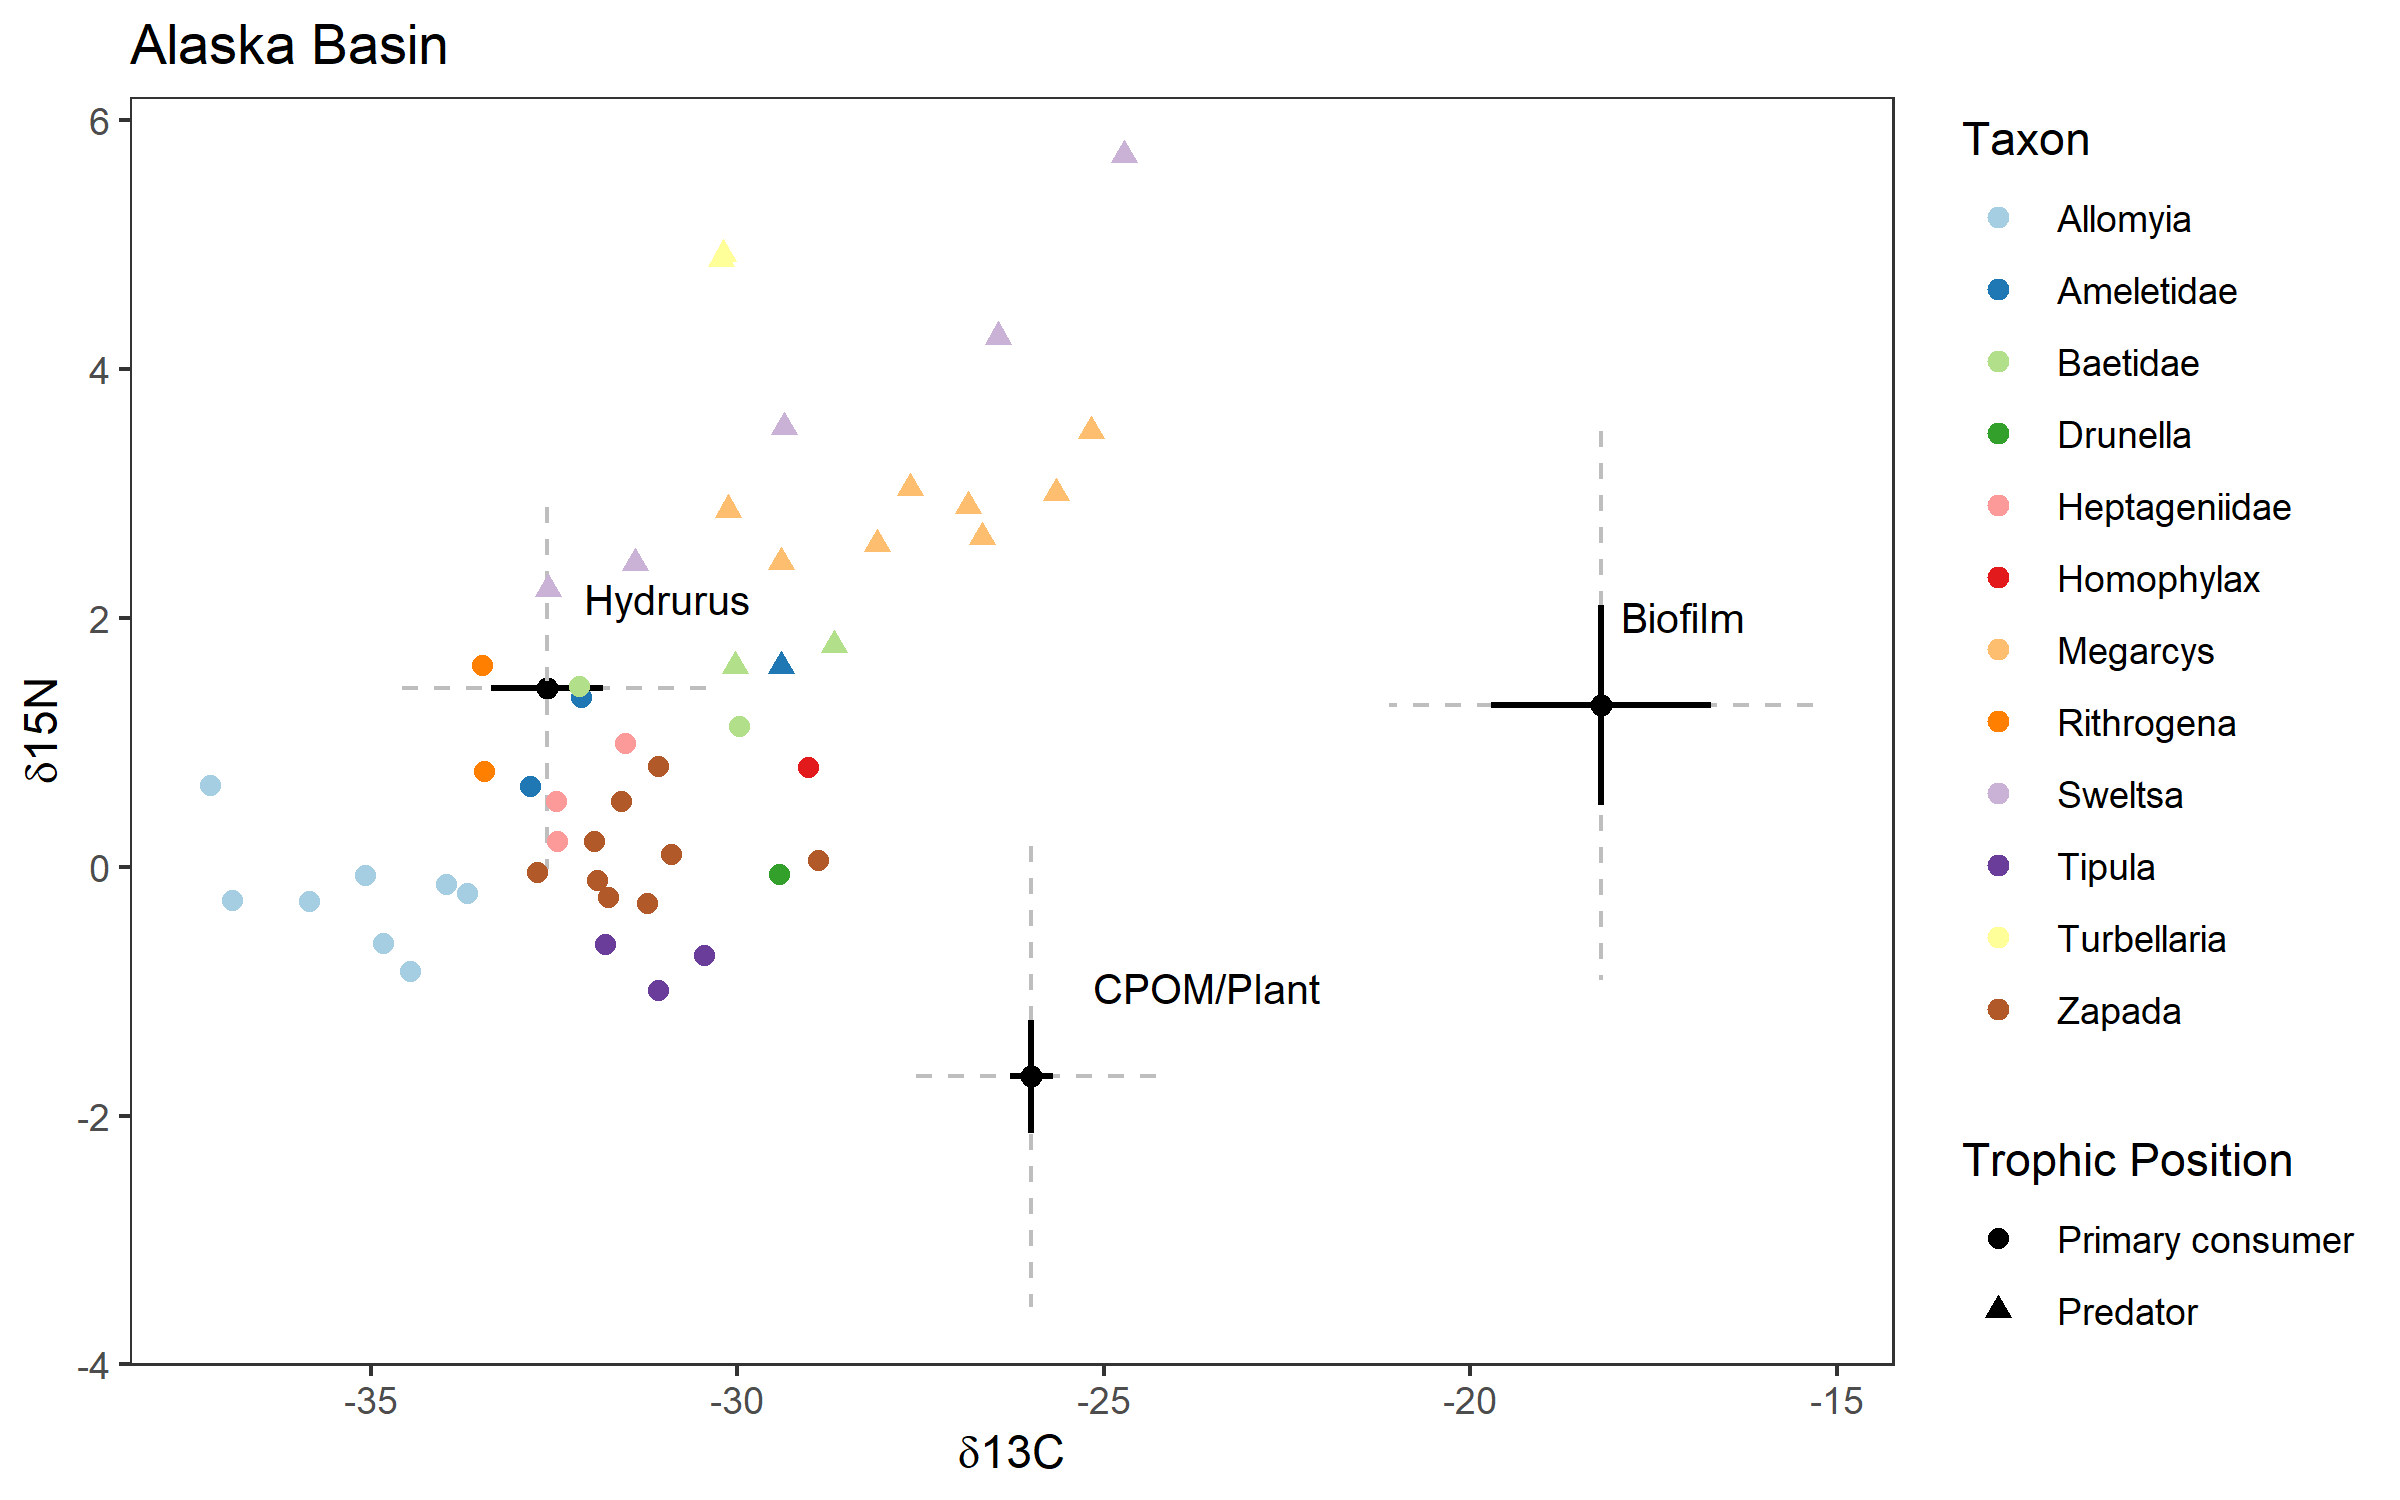 Alaska Basin
6
4
2
0
-2
-4
δ15N
Hydrurus
Biofilm
CPOM/Plant
-35
-30
-25
-20
-15
δ13C
Taxon
Allomyia
Ameletidae
Baetidae
Drunella
Heptageniidae
Homophylax
Megarcys
Rithrogena
Sweltsa
Tipula
Turbellaria
Zapada
Trophic Position
Primary consumer
Predator